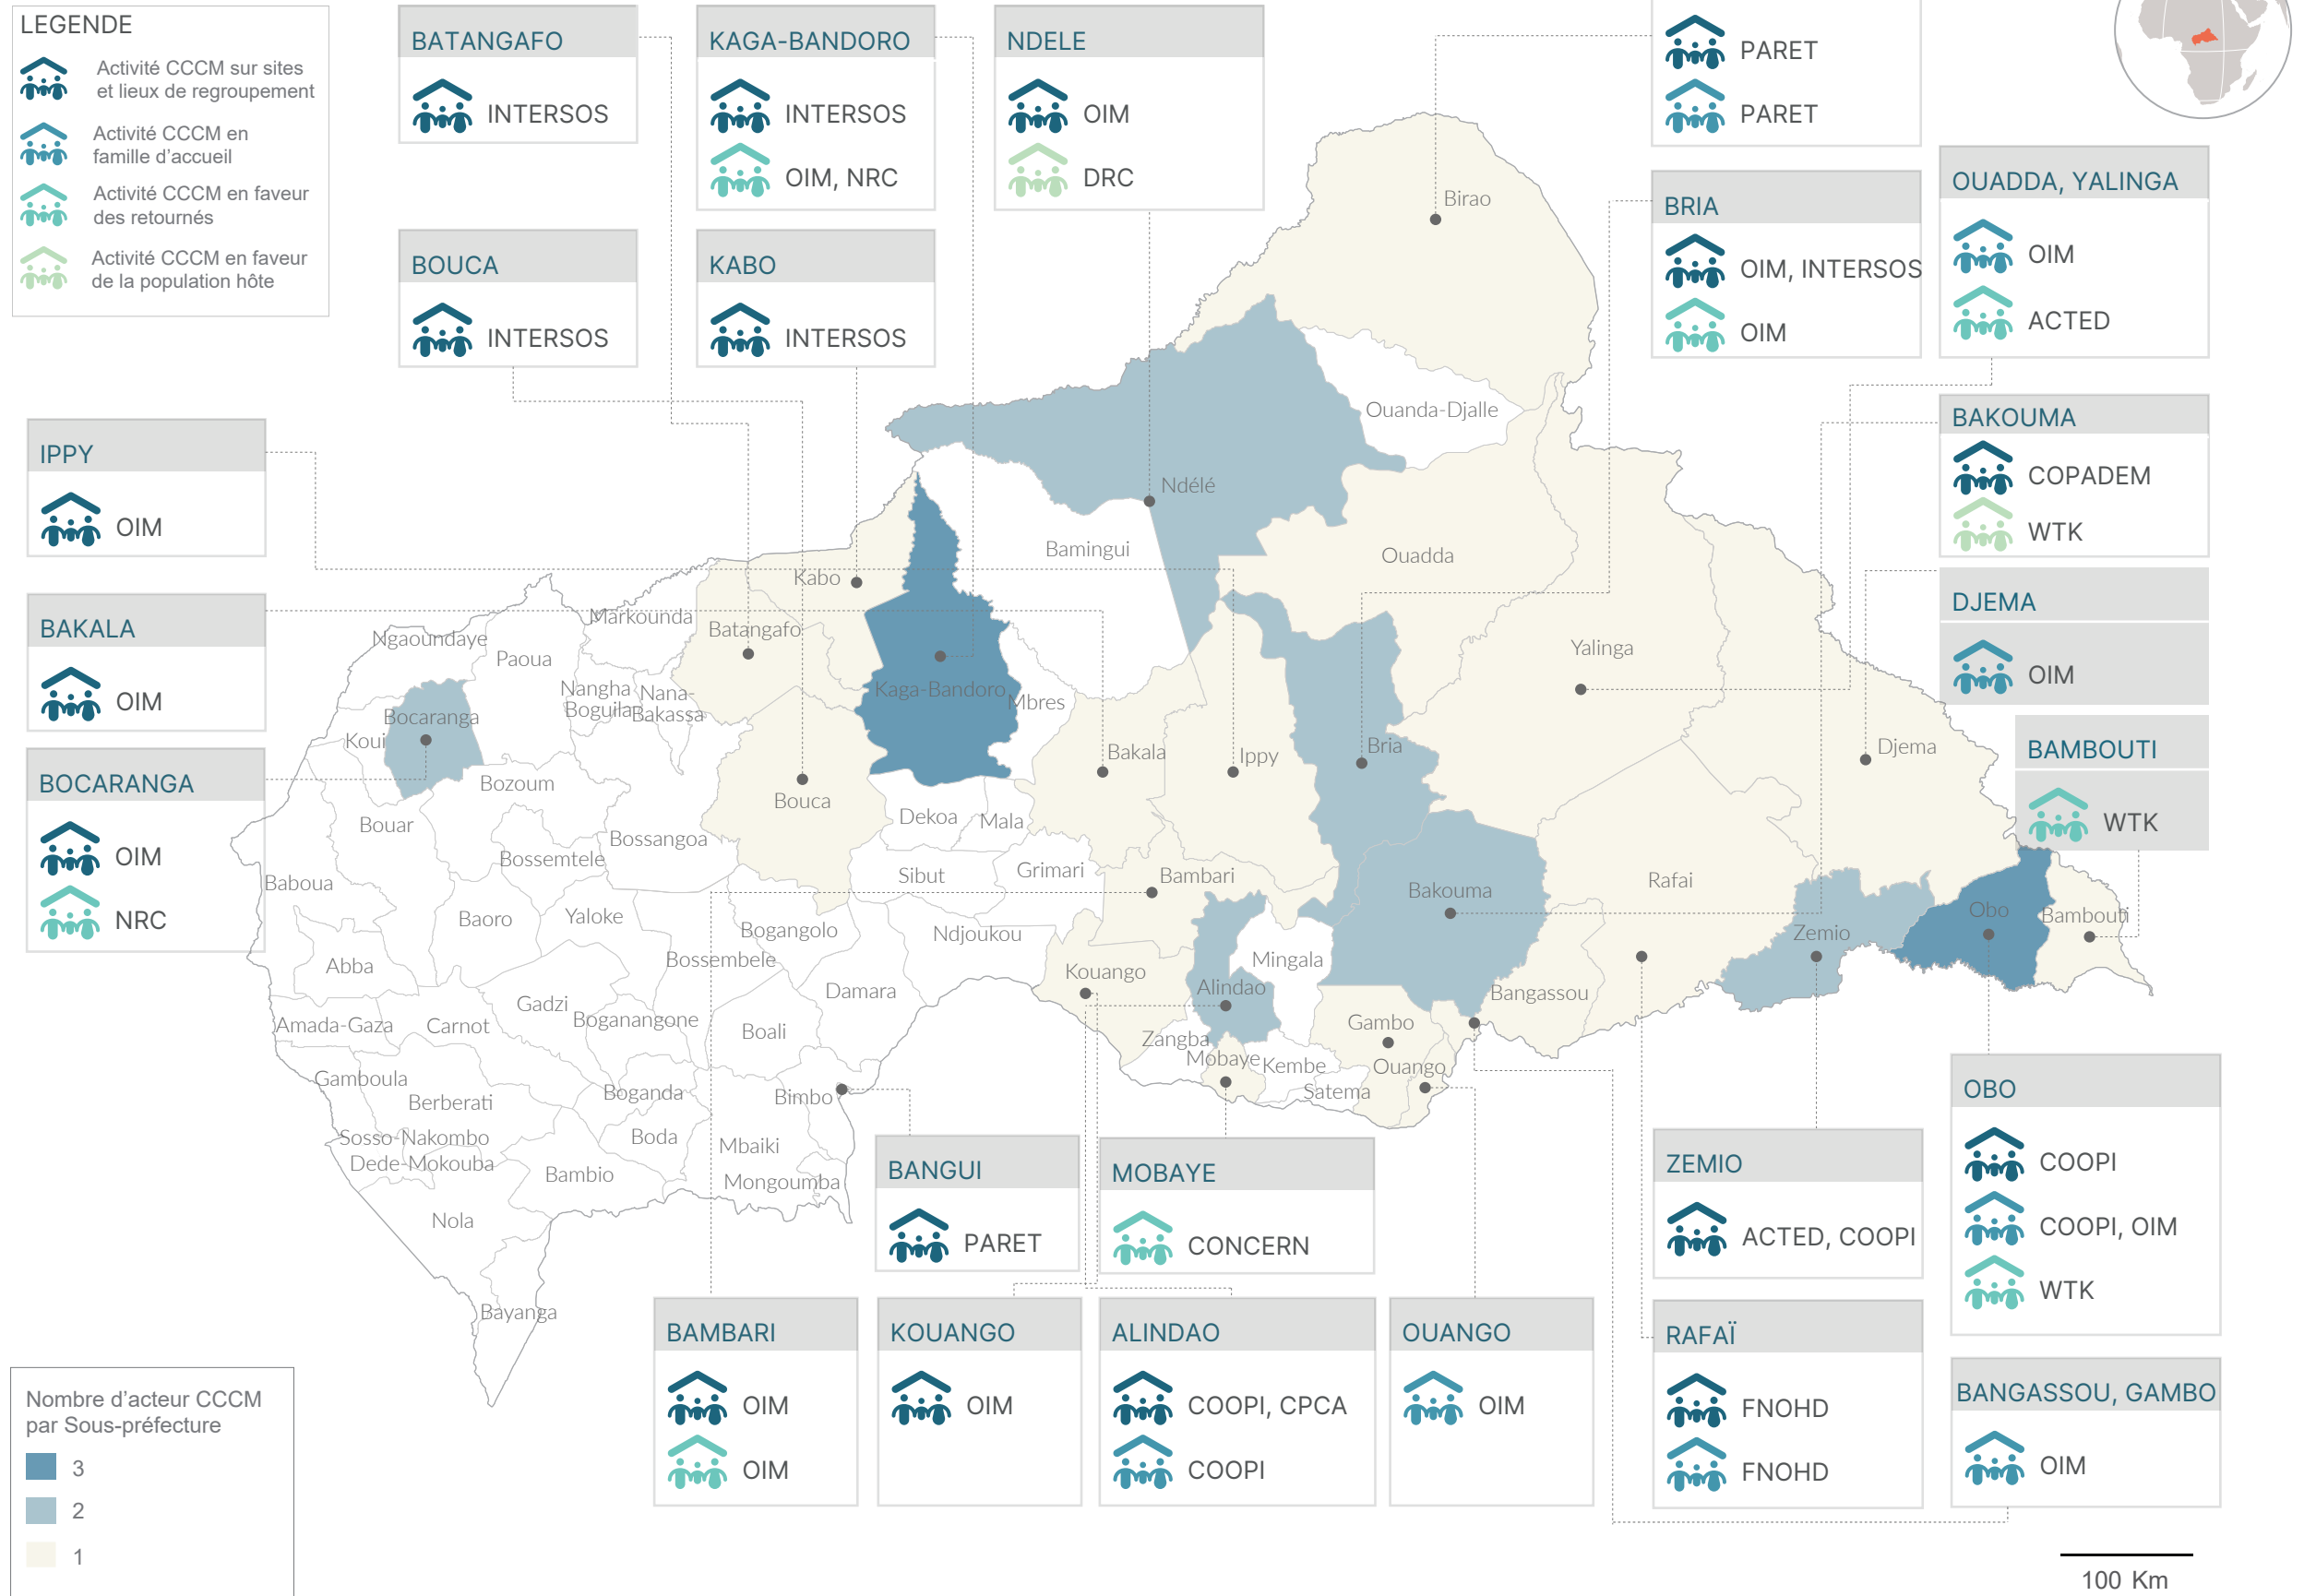 LEGENDE
Activité CCCM sur sites
et lieux de regroupement
Activité CCCM en
famille d'accueil
Activité CCCM en faveur
des retournés
Activité CCCM en faveur
de la population hôte
BATANGAFO
INTERSOS
KAGA-BANDORO
INTERSOS
OIM, NRC
NDELE
OIM
DRC
PARET
PARET
BOUCA
INTERSOS
KABO
INTERSOS
BRIA
OIM, INTERSOS
OIM
OUADDA, YALINGA
OIM
ACTED
IPPY
OIM
BAKOUMA
COPADEM
WTK
BAKALA
OIM
DJEMA
OIM
BOCARANGA
OIM
NRC
BAMBOUTI
WTK
Birao
Ouanda-Djalle
Ndélé
Bamingui
Ouadda
Kabo
Markounda
Batangafo
Ngaoundaye
Paoua
Yalinga
Nangha
Boguila
Nana-
Bakassa
Kaga-Bandoro
Mbres
Bocaranga
Koui
Bakala
Ippy
Bria
Djema
Bozoum
Bouca
Bouar
Dekoa
Mala
Bossangoa
Bossemtele
Sibut
Grimari
Bambari
Bakouma
Rafai
Baboua
Baoro
Yaloke
Bogangolo
Ndjoukou
Obo
Bambouti
Zemio
Bossembele
Mingala
Abba
Kouango
Alindao
Damara
Bangassou
Gadzi
Amada-Gaza
Carnot
Boganangone
Boali
Gambo
Zangba
Mobaye
Kembe
Ouango
Satema
Gamboula
Berberati
Boganda
Bimbo
Sosso-Nakombo
Boda
Mbaiki
Dede-Mokouba
Bambio
Mongoumba
Nola
Bayanga
BANGUI
PARET
MOBAYE
CONCERN
ZEMIO
ACTED, COOPI
OBO
COOPI
COOPI, OIM
WTK
BAMBARI
OIM
OIM
KOUANGO
OIM
ALINDAO
COOPI, CPCA
COOPI
OUANGO
OIM
RAFAÏ
FNOHD
FNOHD
BANGASSOU, GAMBO
OIM
Nombre d'acteur CCCM
par Sous-préfecture
3
2
1
100 Km